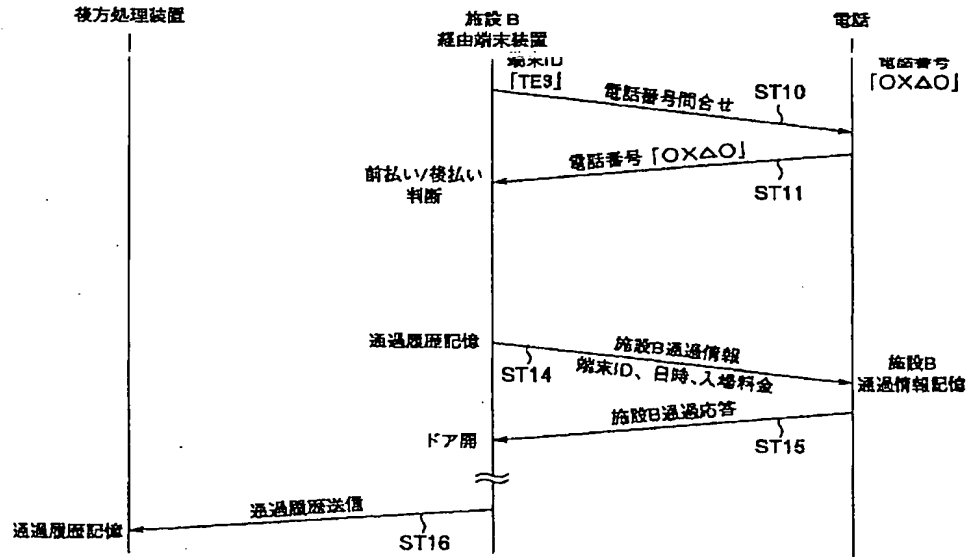 後方処理装置
施設B
経由端末装置
電話
端末ID
「TE3」
電話番号
「OX△O」
電話番号問合せ
ST10
電話番号「OX△O」
ST11
前払い/後払い
判断
通過履歴記憶
施設B通過情報
ST14
端末ID、日時、入場料金
施設B
通過情報記憶
施設B通過応答
ドア開
ST15
通過履歴送信
通過履歴記憶
ST16